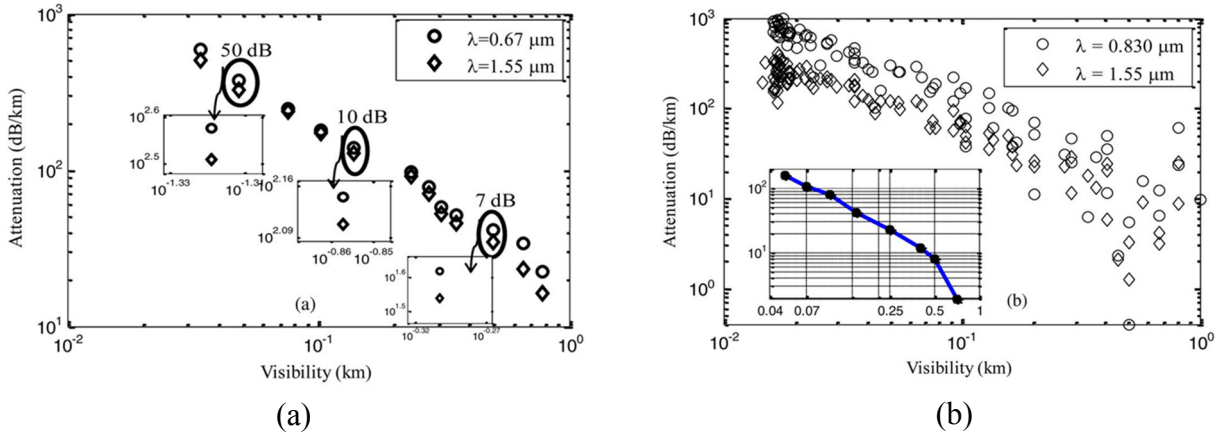 (a)
10^3
λ=0.67 μm
λ=1.55 μm
50 dB
10 dB
7 dB
10^2.6
10^2.5
10^-1.33
10^-1.34
10^2.16
10^2.09
10^-0.86
10^-0.85
10^1.6
10^1.5
10^-0.32
10^-0.27
(a)
10^2
10^1
Attenuation (dB/km)
10^-2
10^-1
10^0
Visibility (km)
(a)
b)
10^3
λ = 0.830 μm
λ = 1.55 μm
10^2
10^1
10^0
Attenuation (dB/km)
10^2
10^1
0.04
0.07
0.25
0.5
1
(b)
10^-2
10^-1
10^0
Visibility (km)
(b)